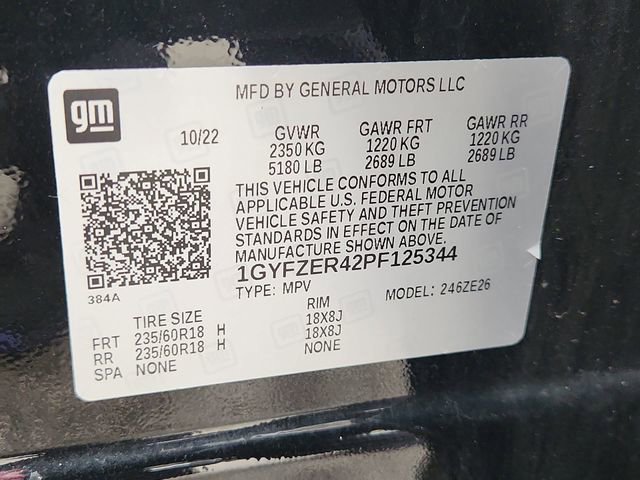 gm
MFD BY GENERAL MOTORS LLC
10/22
GVWR
2350 KG
5180 LB
GAWR FRT
1220 KG
2689 LB
GAWR RR
1220 KG
2689 LB
THIS VEHICLE CONFORMS TO ALL
APPLICABLE U.S. FEDERAL MOTOR
VEHICLE SAFETY AND THEFT PREVENTION
STANDARDS IN EFFECT ON THE DATE OF
MANUFACTURE SHOWN ABOVE.
1GYFZER42PF125344
TYPE: MPV
MODEL: 246ZE26
384A
TIRE SIZE RIM
FRT 235/60R18 H 18X8J
RR 235/60R18 H 18X8J
SPA NONE NONE